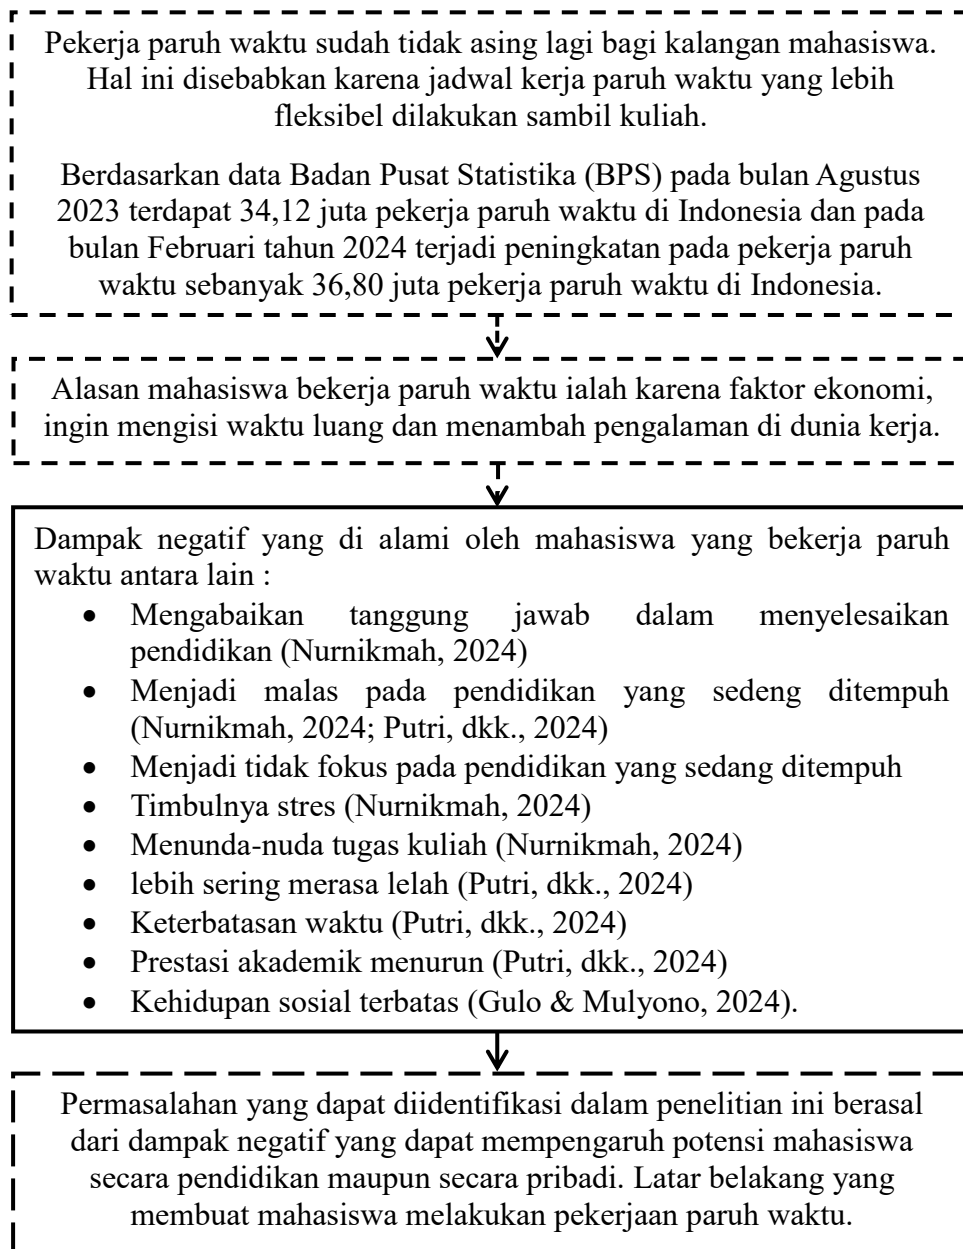 Pekerja paruh waktu sudah tidak asing lagi bagi kalangan mahasiswa.
Hal ini disebabkan karena jadwal kerja paruh waktu yang lebih
fleksibel dilakukan sambil kuliah.
Berdasarkan data Badan Pusat Statistika (BPS) pada bulan Agustus
2023 terdapat 34,12 juta pekerja paruh waktu di Indonesia dan pada
bulan Februari tahun 2024 terjadi peningkatan pada pekerja paruh
waktu sebanyak 36,80 juta pekerja paruh waktu di Indonesia.
Alasan mahasiswa bekerja paruh waktu ialah karena faktor ekonomi,
ingin mengisi waktu luang dan menambah pengalaman di dunia kerja.
Dampak negatif yang di alami oleh mahasiswa yang bekerja paruh
waktu antara lain :
• Mengabaikan tanggung jawab dalam menyelesaikan
pendidikan (Nurnikmah, 2024)
• Menjadi malas pada pendidikan yang sedeng ditempuh
(Nurnikmah, 2024; Putri, dkk., 2024)
• Menjadi tidak fokus pada pendidikan yang sedang ditempuh
• Timbulnya stres (Nurnikmah, 2024)
• Menunda-nuda tugas kuliah (Nurnikmah, 2024)
• lebih sering merasa lelah (Putri, dkk., 2024)
• Keterbatasan waktu (Putri, dkk., 2024)
• Prestasi akademik menurun (Putri, dkk., 2024)
• Kehidupan sosial terbatas (Gulo & Mulyono, 2024).
Permasalahan yang dapat diidentifikasi dalam penelitian ini berasal
dari dampak negatif yang dapat mempengaruh potensi mahasiswa
secara pendidikan maupun secara pribadi. Latar belakang yang
membuat mahasiswa melakukan pekerjaan paruh waktu.